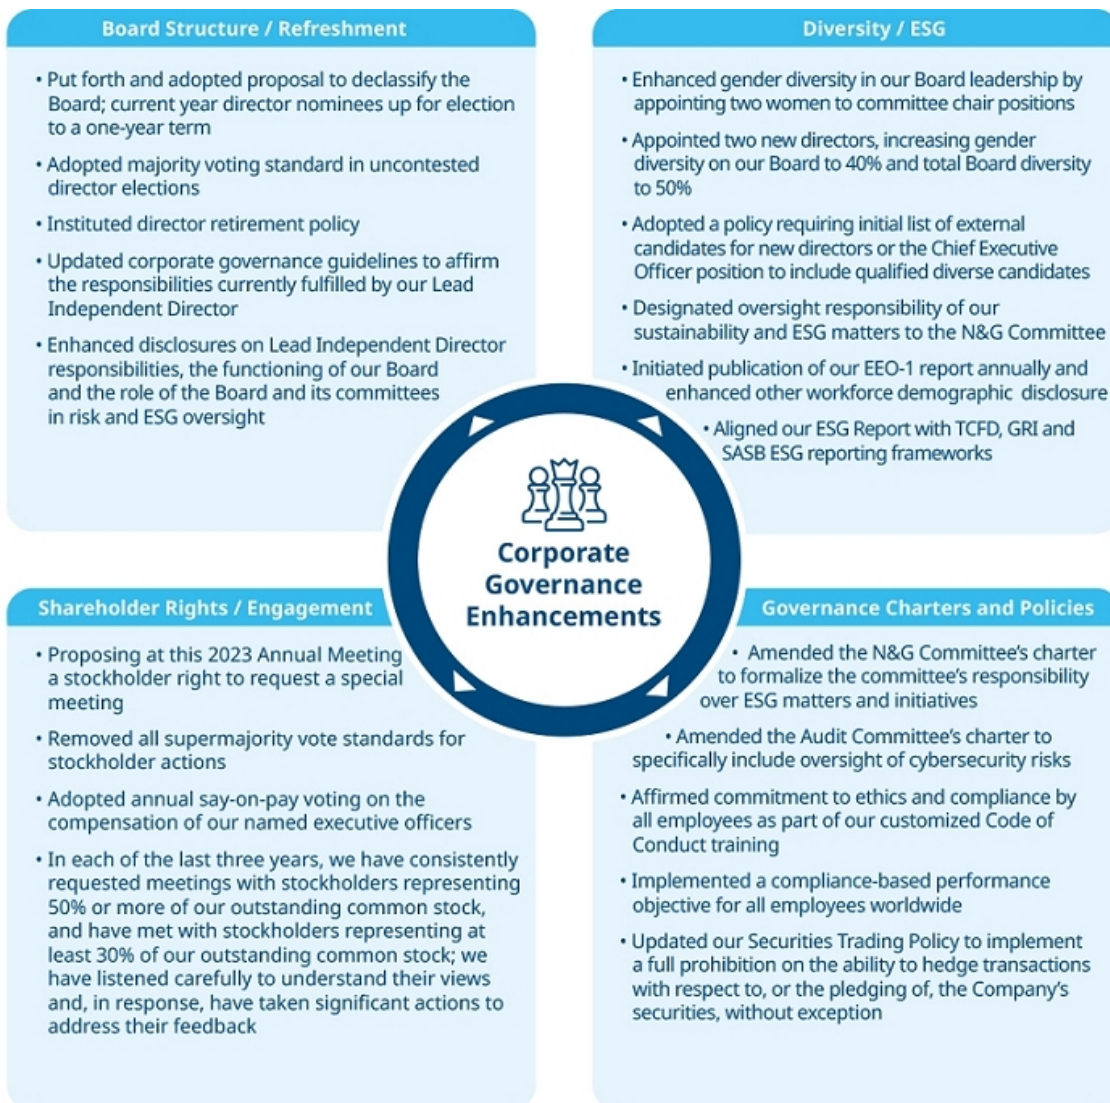 Board Structure / Refreshment
• Put forth and adopted proposal to declassify the
Board; current year director nominees up for election
to a one-year term
• Adopted majority voting standard in uncontested
director elections
• Instituted director retirement policy
• Updated corporate governance guidelines to affirm
the responsibilities currently fulfilled by our Lead
Independent Director
• Enhanced disclosures on Lead Independent Director
responsibilities, the functioning of our Board
and the role of the Board and its committees
in risk and ESG oversight
Diversity / ESG
• Enhanced gender diversity in our Board leadership by
appointing two women to committee chair positions
• Appointed two new directors, increasing gender
diversity on our Board to 40% and total Board diversity
to 50%
• Adopted a policy requiring initial list of external
candidates for new directors or the Chief Executive
Officer position to include qualified diverse candidates
• Designated oversight responsibility of our
sustainability and ESG matters to the N&G Committee
• Initiated publication of our EEO-1 report annually and
enhanced other workforce demographic disclosure
• Aligned our ESG Report with TCFD, GRI and
SASB ESG reporting frameworks
Corporate
Governance
Enhancements
Shareholder Rights / Engagement
• Proposing at this 2023 Annual Meeting
a stockholder right to request a special
meeting
• Removed all supermajority vote standards for
stockholder actions
• Adopted annual say-on-pay voting on the
compensation of our named executive officers
• In each of the last three years, we have consistently
requested meetings with stockholders representing
50% or more of our outstanding common stock,
and have met with stockholders representing at
least 30% of our outstanding common stock; we
have listened carefully to understand their views
and, in response, have taken significant actions to
address their feedback
Governance Charters and Policies
• Amended the N&G Committee's charter
to formalize the committee's responsibility
over ESG matters and initiatives
• Amended the Audit Committee's charter to
specifically include oversight of cybersecurity risks
• Affirmed commitment to ethics and compliance by
all employees as part of our customized Code of
Conduct training
• Implemented a compliance-based performance
objective for all employees worldwide
• Updated our Securities Trading Policy to implement
a full prohibition on the ability to hedge transactions
with respect to, or the pledging of, the Company's
securities, without exception